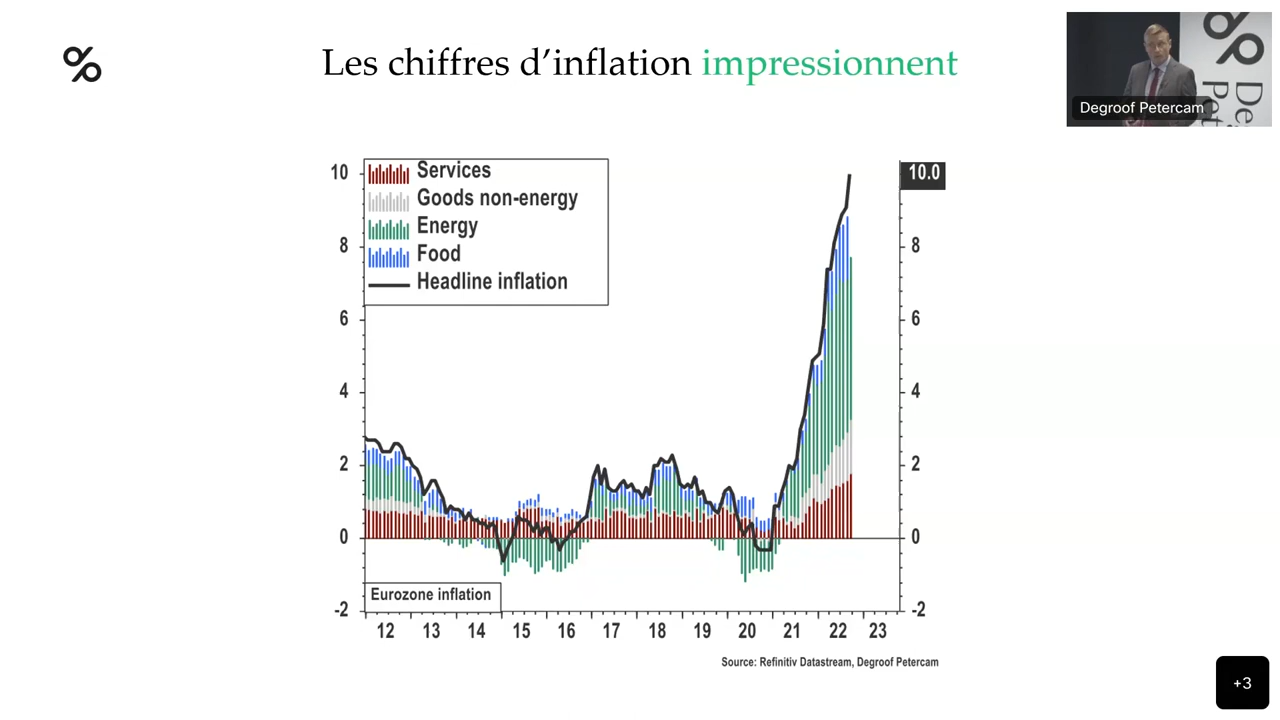 Les chiffres d’inflation impressionnent
Degroof Petercam
De
Pet
10
Services
Goods non-energy
Energy
Food
Headline inflation
10.0
8
8
6
6
4
4
2
2
0
0
-2
Eurozone inflation
-2
12 13 14 15 16 17 18 19 20 21 22 23
Source: Refinitiv Datastream, Degroof Petercam
+3